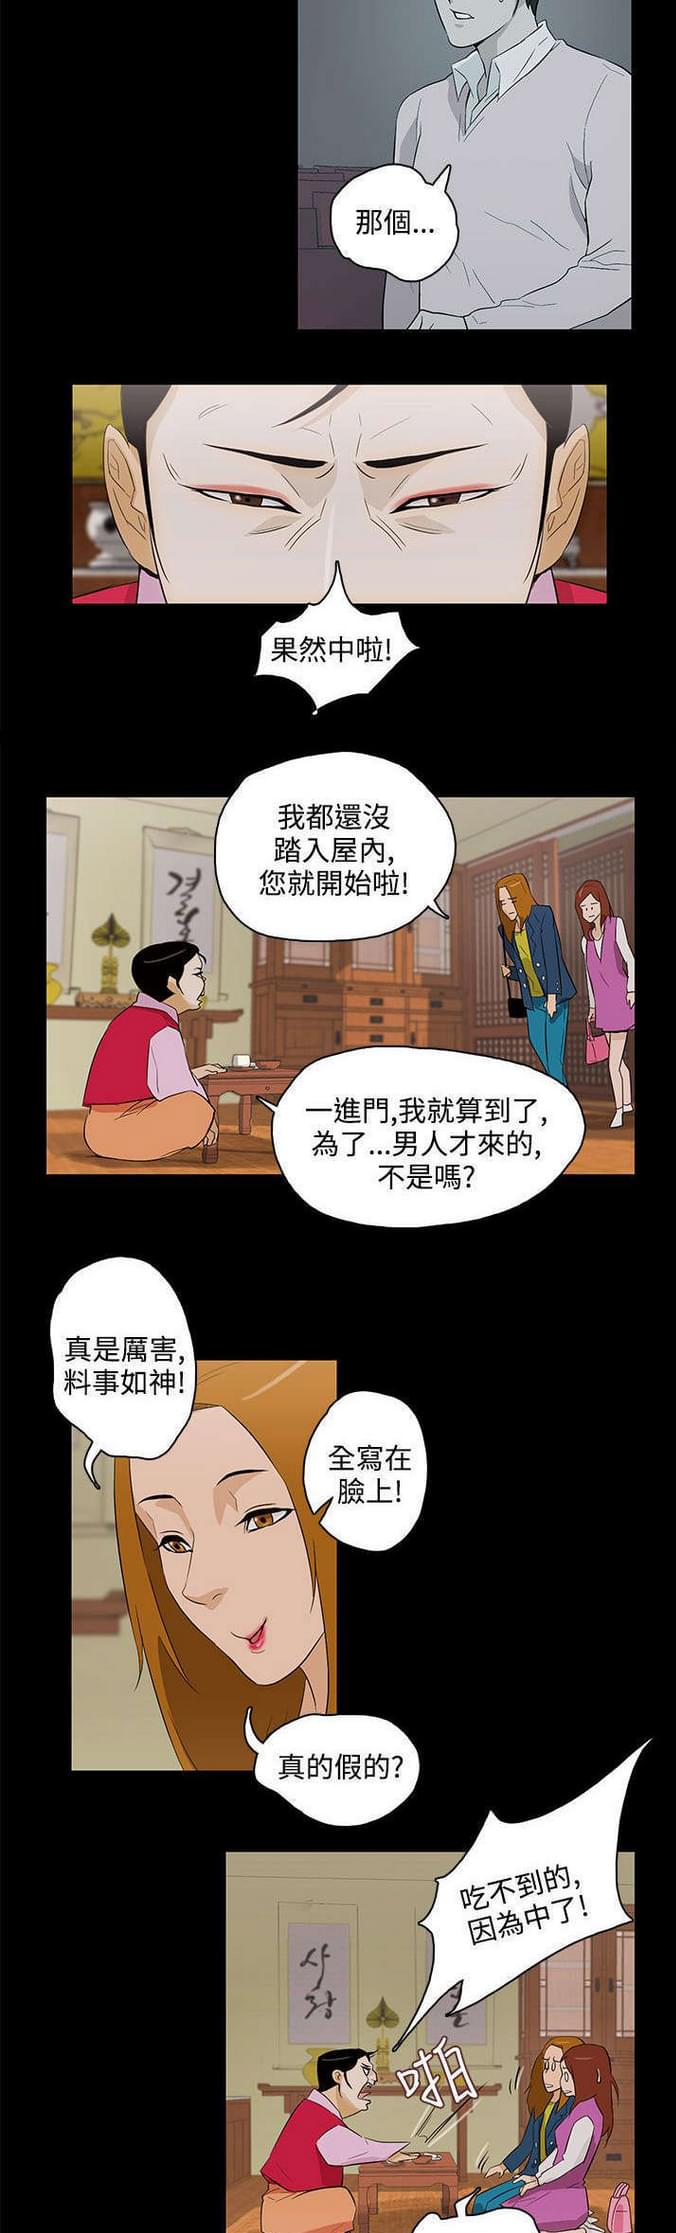 那個...
果然中啦!
我都還沒
踏入屋內,
您就開始啦!
一進門,我就算到了,
為了...男人才來的,
不是嗎?
真是厲害,
料事如神!
全寫在
臉上!
真的假的?
吃不到的,
因為中了!
사
랑
啪